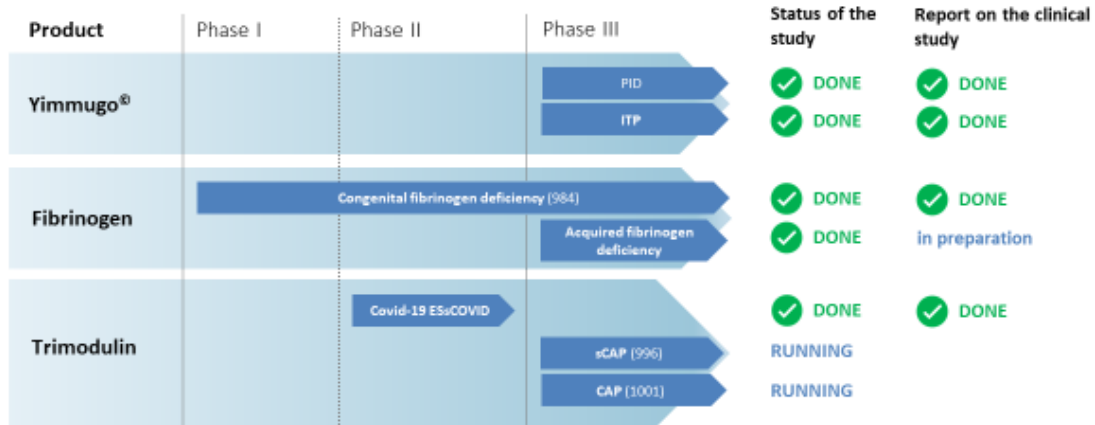 Product Phase I Phase II Phase III Status of the study Report on the clinical study
Yimmugo©
PID DONE DONE
ITP DONE DONE
Fibrinogen
Congenital fibrinogen deficiency (984) DONE DONE
Acquired fibrinogen deficiency DONE in preparation
Trimodulin
Covid-19 ESsCOVID DONE DONE
sCAP (996) RUNNING
CAP (1001) RUNNING